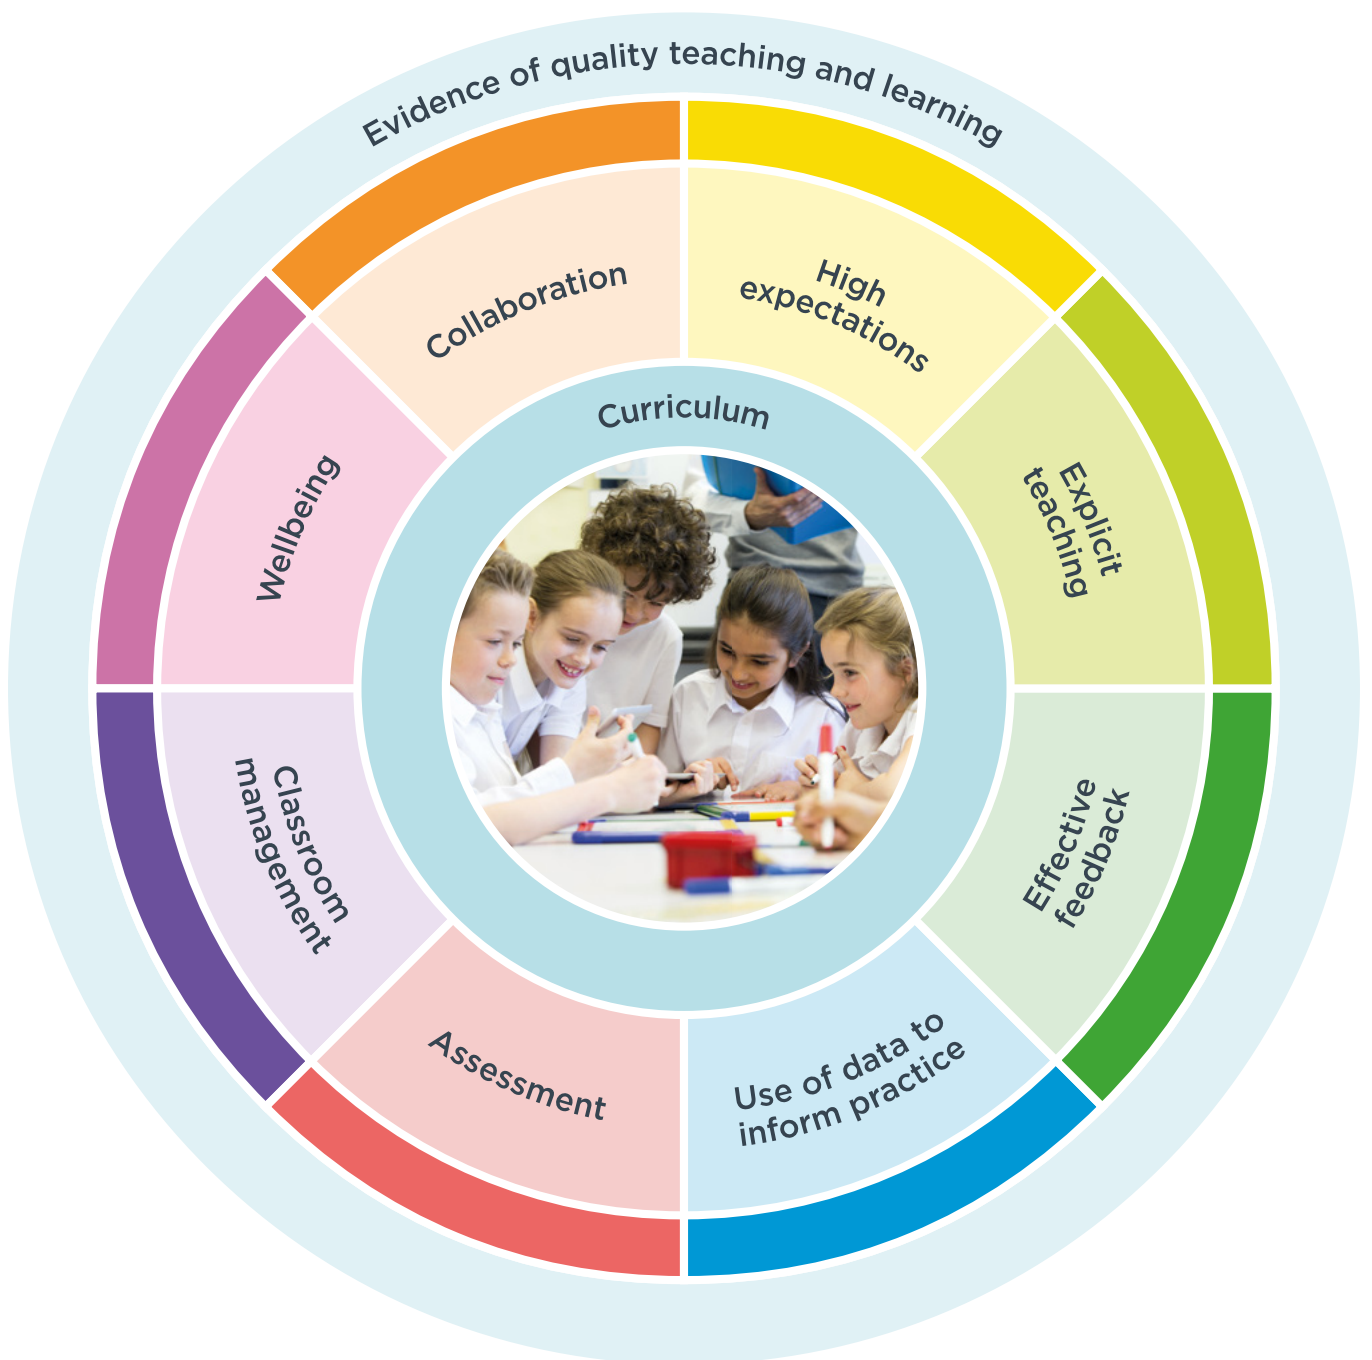 Evidence of quality teaching and learning
High
expectations
Explicit
teaching
Effective
feedback
Use of data to
inform practice
Assessment
Classroom
management
Wellbeing
Collaboration
Curriculum